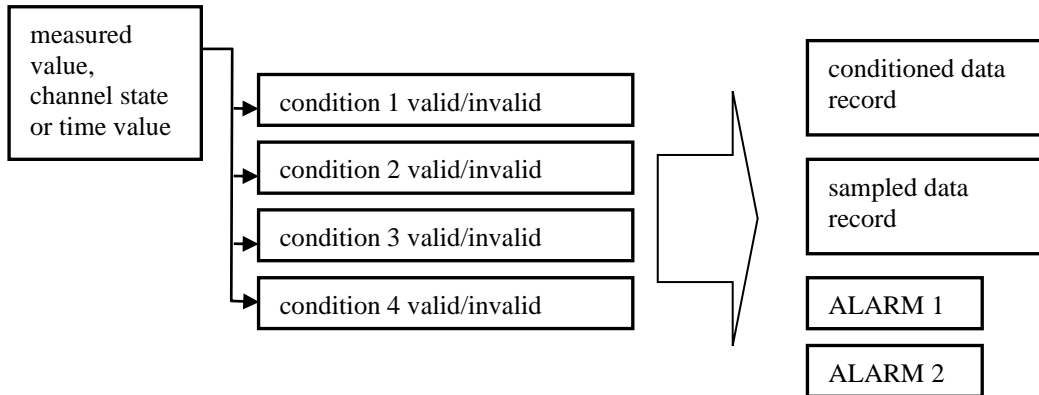 measured
value,
channel state
or time value
condition 1 valid/invalid
condition 2 valid/invalid
condition 3 valid/invalid
condition 4 valid/invalid
conditioned data
record
sampled data
record
ALARM 1
ALARM 2